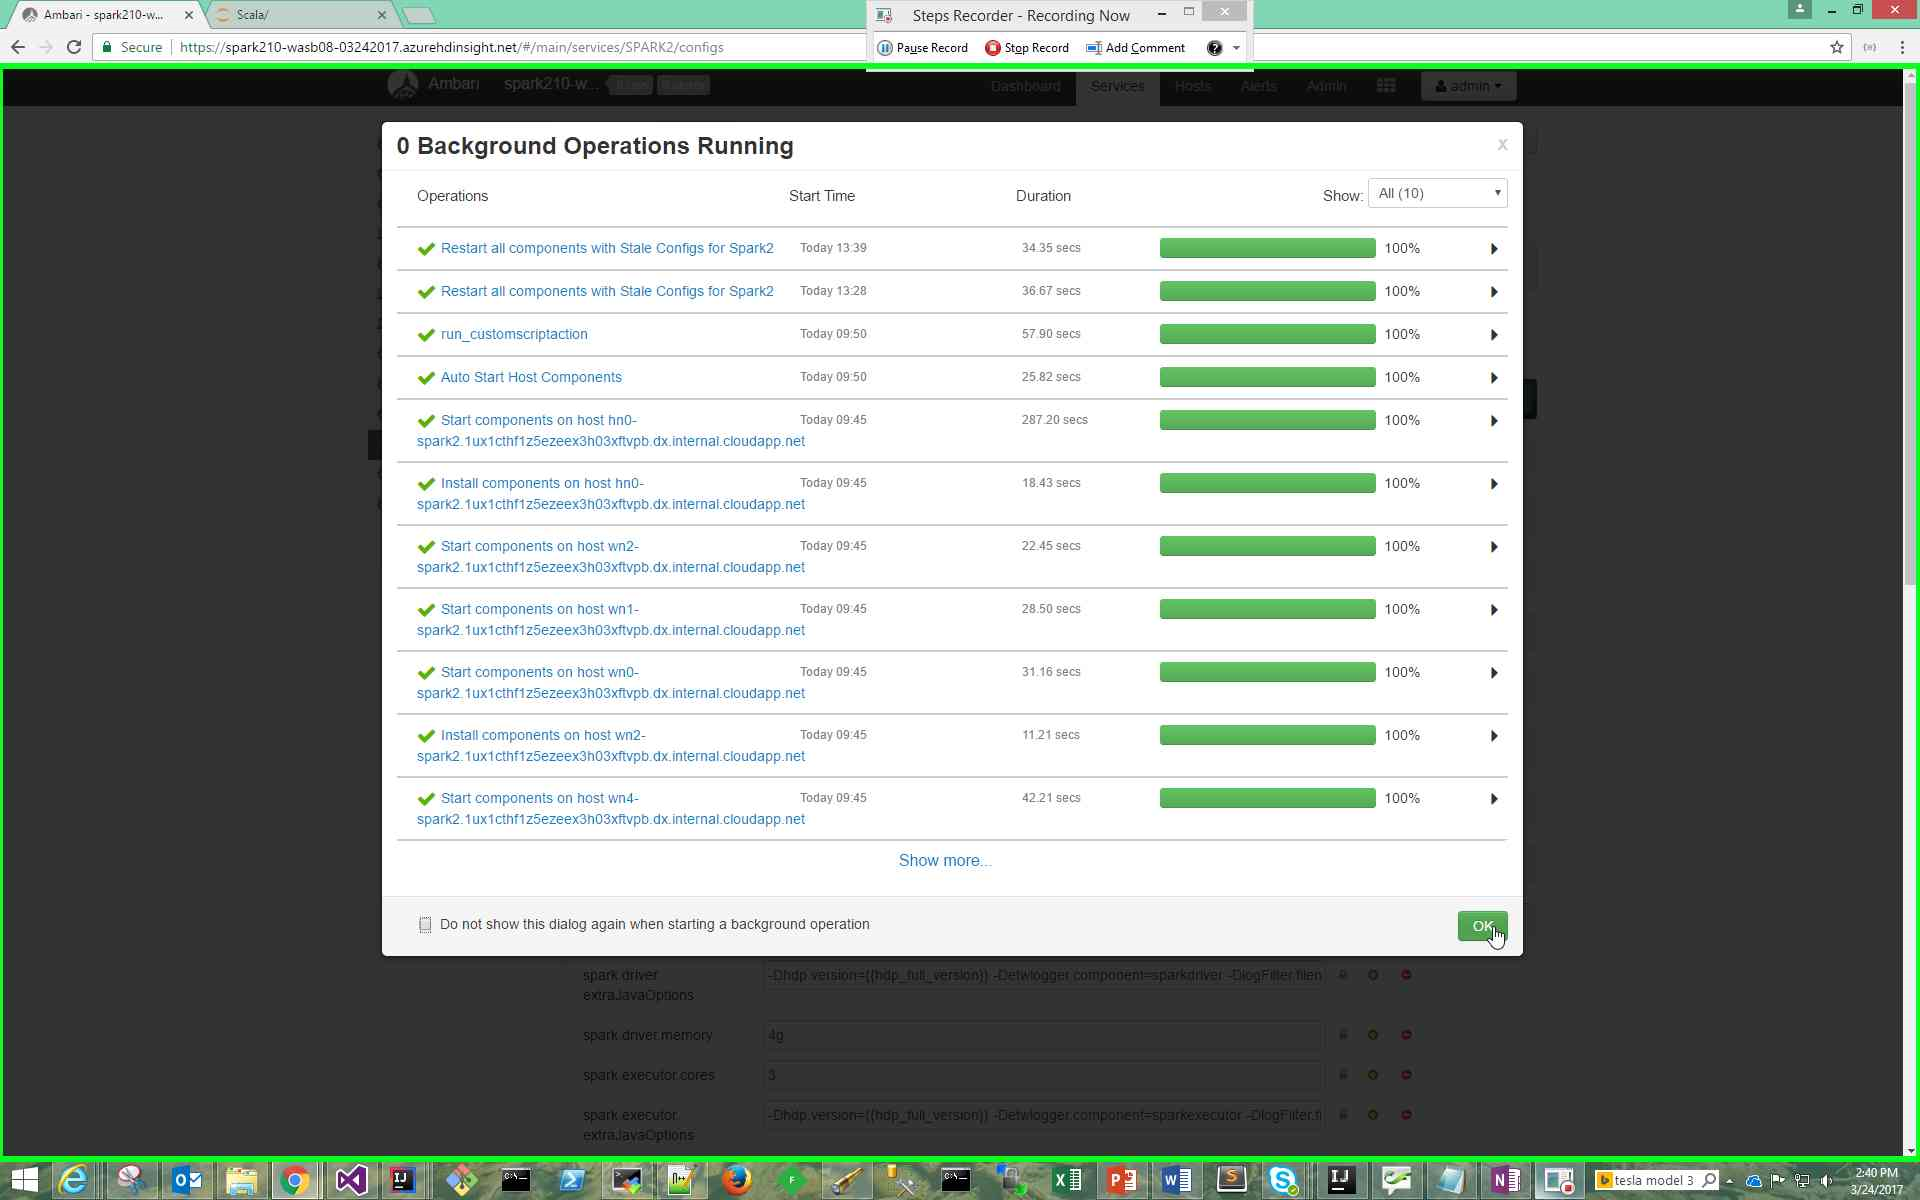 Ambari - spark210-w...
Scala/
Steps Recorder - Recording Now
Pause Record
Stop Record
Add Comment
Secure
https://spark210-wasb08-03242017.azurehdinsight.net/#/main/services/SPARK2/configs
Ambari
spark210-w...
Dashboard
Services
Hosts
Alerts
Admin
admin
0 Background Operations Running
x
Operations
Start Time
Duration
Show:
All (10)
Restart all components with Stale Configs for Spark2 Today 13:39 34.35 secs 100%
Restart all components with Stale Configs for Spark2 Today 13:28 36.67 secs 100%
run_customscriptaction Today 09:50 57.90 secs 100%
Auto Start Host Components Today 09:50 25.82 secs 100%
Start components on host hn0- Today 09:45 287.20 secs 100%
spark2.1ux1cthf1z5ezeex3h03xftvpb.dx.internal.cloudapp.net
Install components on host hn0- Today 09:45 18.43 secs 100%
spark2.1ux1cthf1z5ezeex3h03xftvpb.dx.internal.cloudapp.net
Start components on host wn2- Today 09:45 22.45 secs 100%
spark2.1ux1cthf1z5ezeex3h03xftvpb.dx.internal.cloudapp.net
Start components on host wn1- Today 09:45 28.50 secs 100%
spark2.1ux1cthf1z5ezeex3h03xftvpb.dx.internal.cloudapp.net
Start components on host wn0- Today 09:45 31.16 secs 100%
spark2.1ux1cthf1z5ezeex3h03xftvpb.dx.internal.cloudapp.net
Install components on host wn2- Today 09:45 11.21 secs 100%
spark2.1ux1cthf1z5ezeex3h03xftvpb.dx.internal.cloudapp.net
Start components on host wn4- Today 09:45 42.21 secs 100%
spark2.1ux1cthf1z5ezeex3h03xftvpb.dx.internal.cloudapp.net
Show more...
Do not show this dialog again when starting a background operation
OK
spark.driver. -Dhdp.version={{hdp_full_version}} -Detwlogger.component=sparkdriver -DlogFilter.filen
extraJavaOptions
spark.driver.memory 4g
spark.executor.cores 3
spark.executor. -Dhdp.version={{hdp_full_version}} -Detwlogger.component=sparkexecutor -DlogFilter.fi
extraJavaOptions
tesla model 3
2:40 PM
3/24/2017